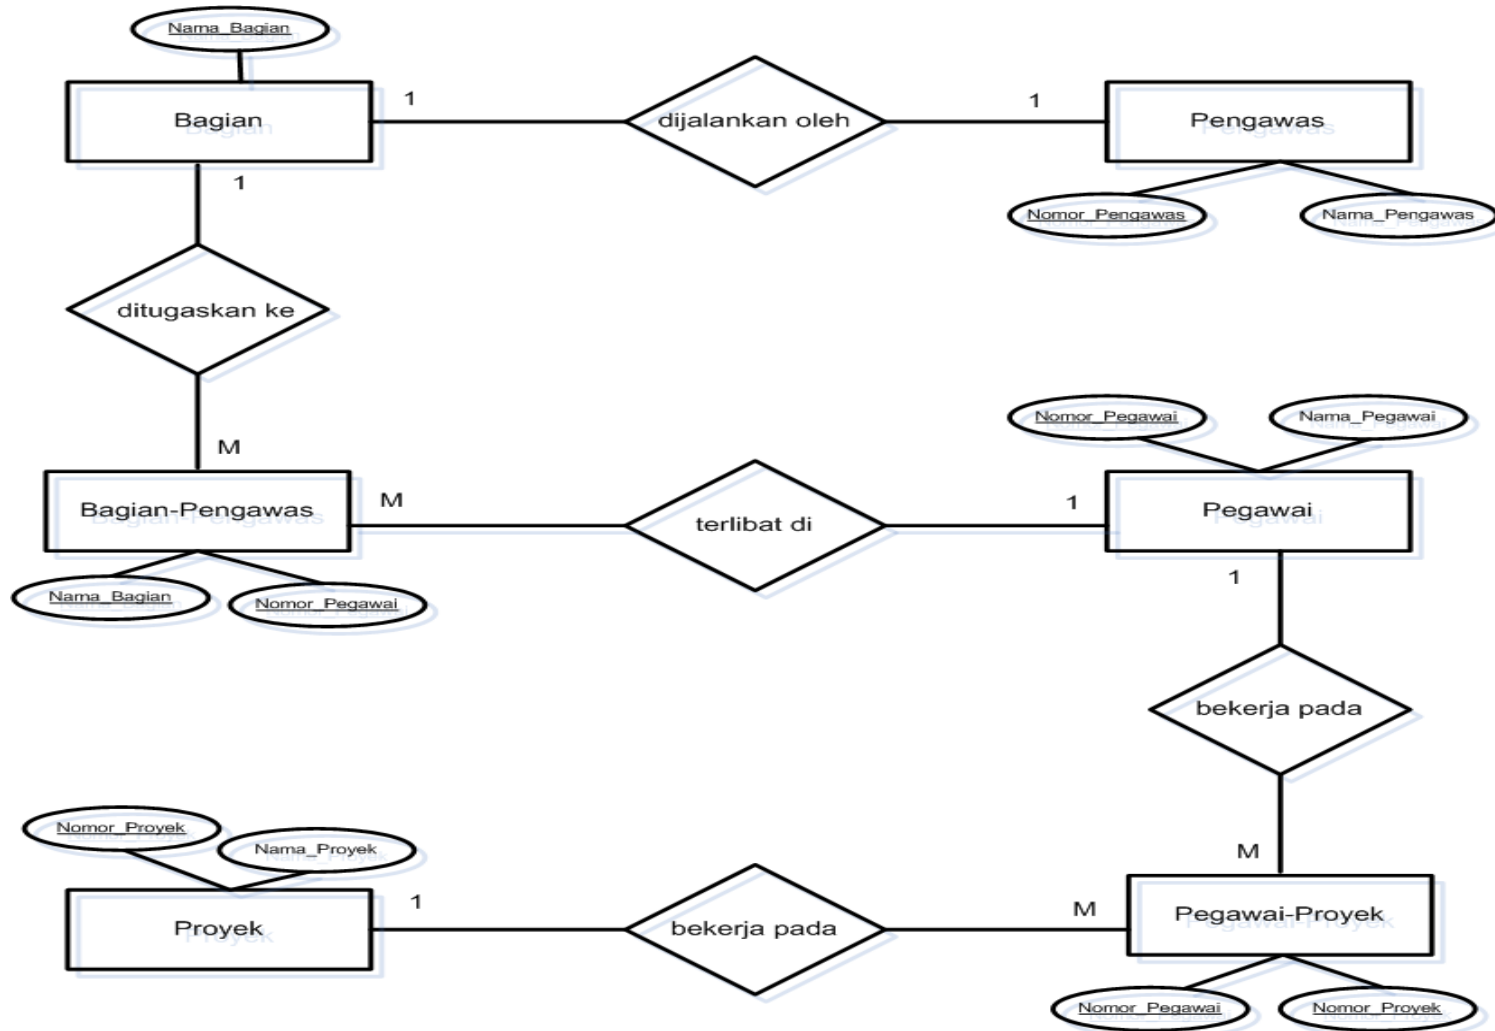 Nama_Bagian
Bagian
1
dijalankan oleh
1
Pengawas
1
Nomor_Pengawas
Nama_Pengawas
ditugaskan ke
M
Nomor_Pegawai
Nama_Pegawai
Bagian-Pengawas
M
terlibat di
1
Pegawai
Nama_Bagian
Nomor_Pegawai
1
bekerja pada
Nomor_Proyek
Nama_Proyek
M
Proyek
1
bekerja pada
M
Pegawai-Proyek
Nomor_Pegawai
Nomor_Proyek